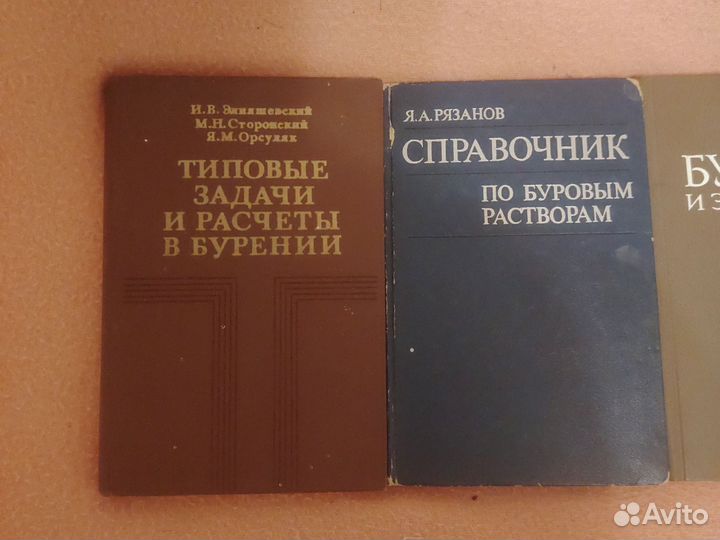 И.В. Элияшевский
М.Н. Сторонский
Я.М. Орсуляк
ТИПОВЫЕ
ЗАДАЧИ
И РАСЧЕТЫ
В БУРЕНИИ
Я.А. РЯЗАНОВ
СПРАВОЧНИК
ПО БУРОВЫМ
РАСТВОРАМ
БУ
И З
Avito